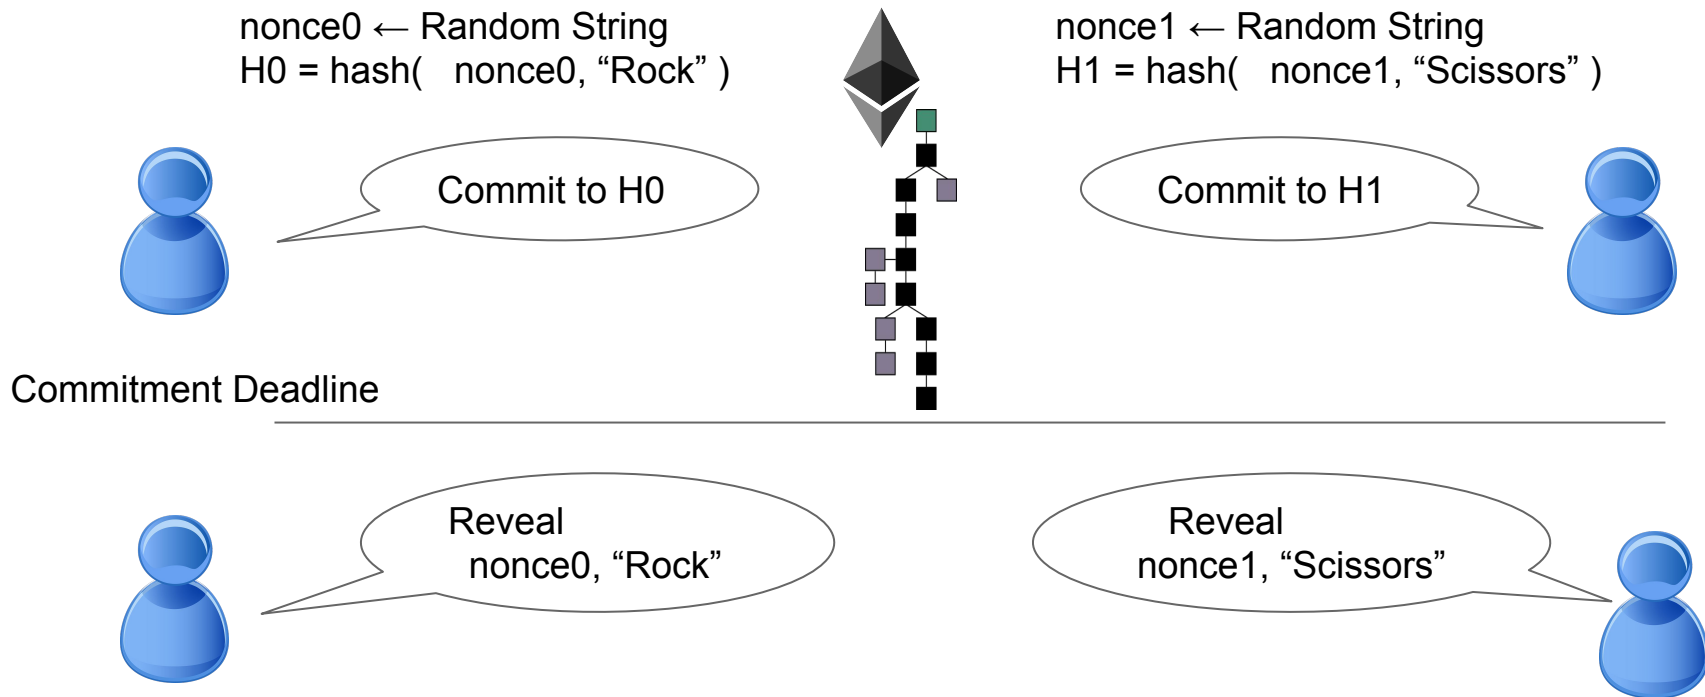 nonce0 ← Random String
H0 = hash( nonce0, “Rock” )
nonce1 ← Random String
H1 = hash( nonce1, “Scissors” )
Commit to H0
Commit to H1
Commitment Deadline
Reveal
nonce0, “Rock”
Reveal
nonce1, “Scissors”